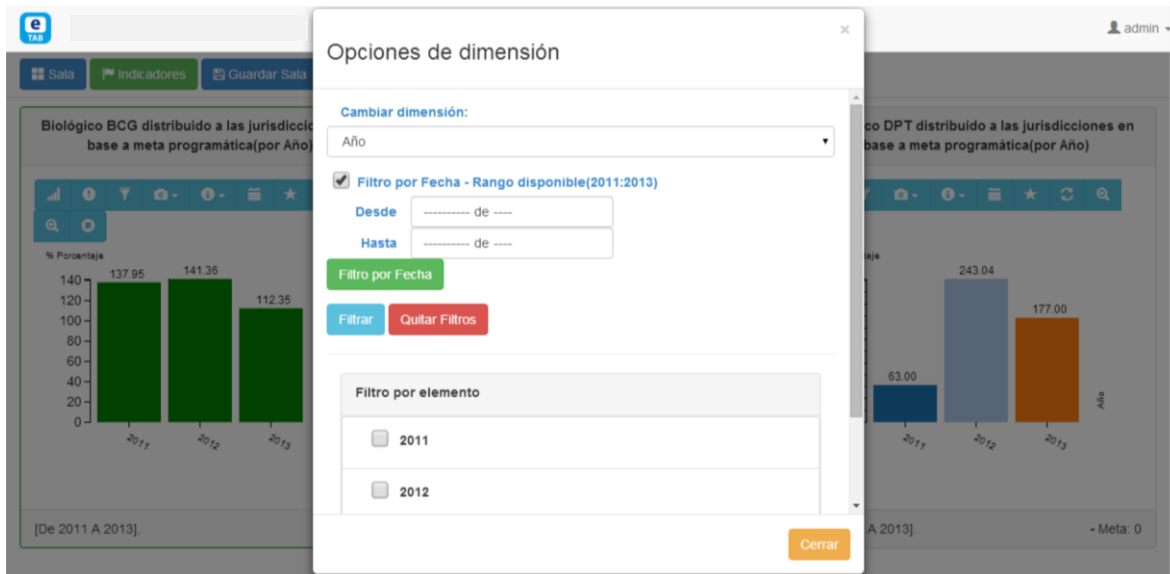 e
TAB
admin
Sala
Indicadores
Guardar Sala
Opciones de dimensión
×
Cambiar dimensión:
Año
Filtro por Fecha - Rango disponible(2011:2013)
Desde
---------- de ----
Hasta
---------- de ----
Filtro por Fecha
Filtrar
Quitar Filtros
Filtro por elemento
2011
2012
Cerrar
Biológico BCG distribuido a las jurisdiccio
base a meta programática(por Año)
% Porcentaje
140
120
100
80
60
40
20
0
137.95
141.36
112.35
2011
2012
2013
[De 2011 A 2013].
co DPT distribuido a las jurisdicciones en
base a meta programática(por Año)
taje
63.00
243.04
177.00
2011
2012
2013
Año
A 2013].
- Meta: 0